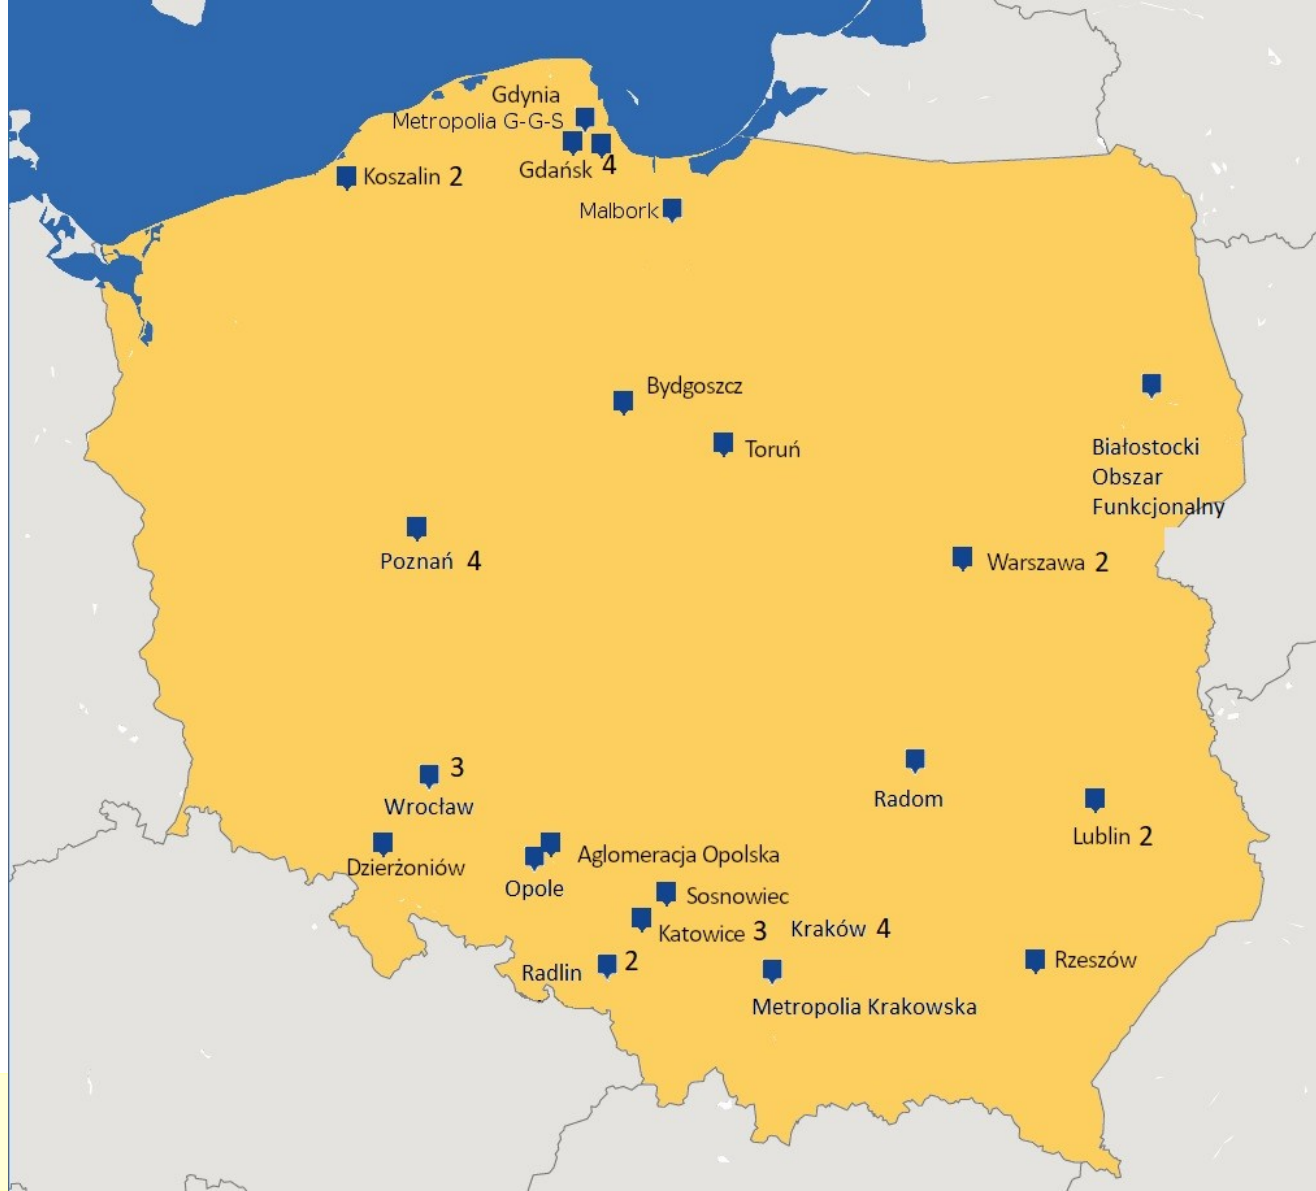 Gdynia
Metropolia G-G-S
Gdańsk 4
Koszalin 2
Malbork
Bydgoszcz
Toruń
Białostocki
Obszar
Funkcjonalny
Poznań 4
Warszawa 2
3
Wrocław
Radom
Lublin 2
Dzierżoniów
Aglomeracja Opolska
Opole
Sosnowiec
Katowice 3
Kraków 4
Radlin 2
Rzeszów
Metropolia Krakowska